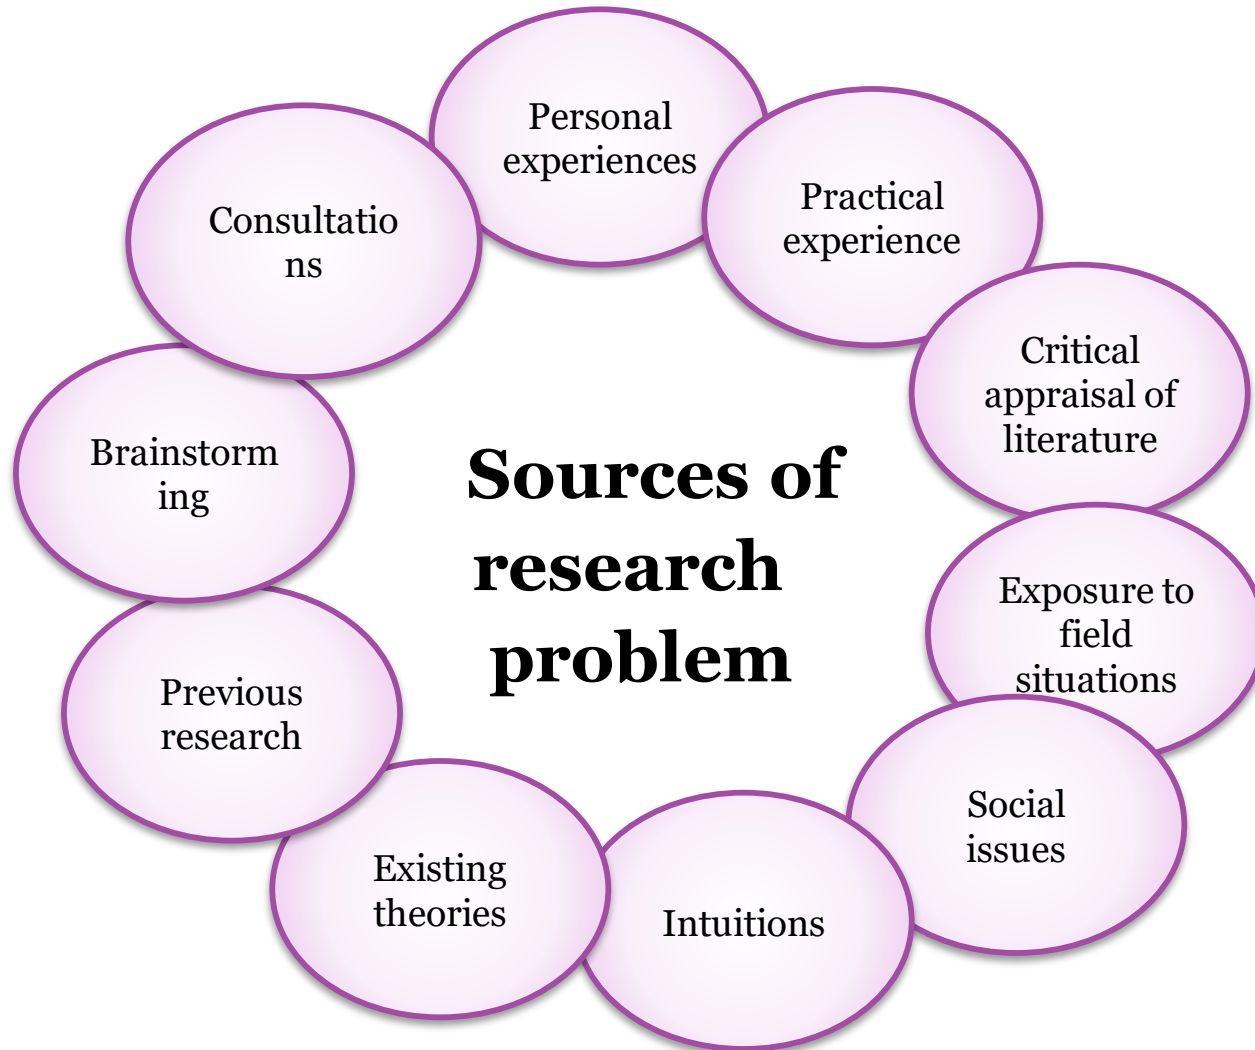 Personal
experiences
Practical
experience
Critical
appraisal of
literature
Exposure to
field
situations
Social
issues
Intuitions
Existing
theories
Previous
research
Brainstorm
ing
Consultatio
ns
Sources of
research
problem